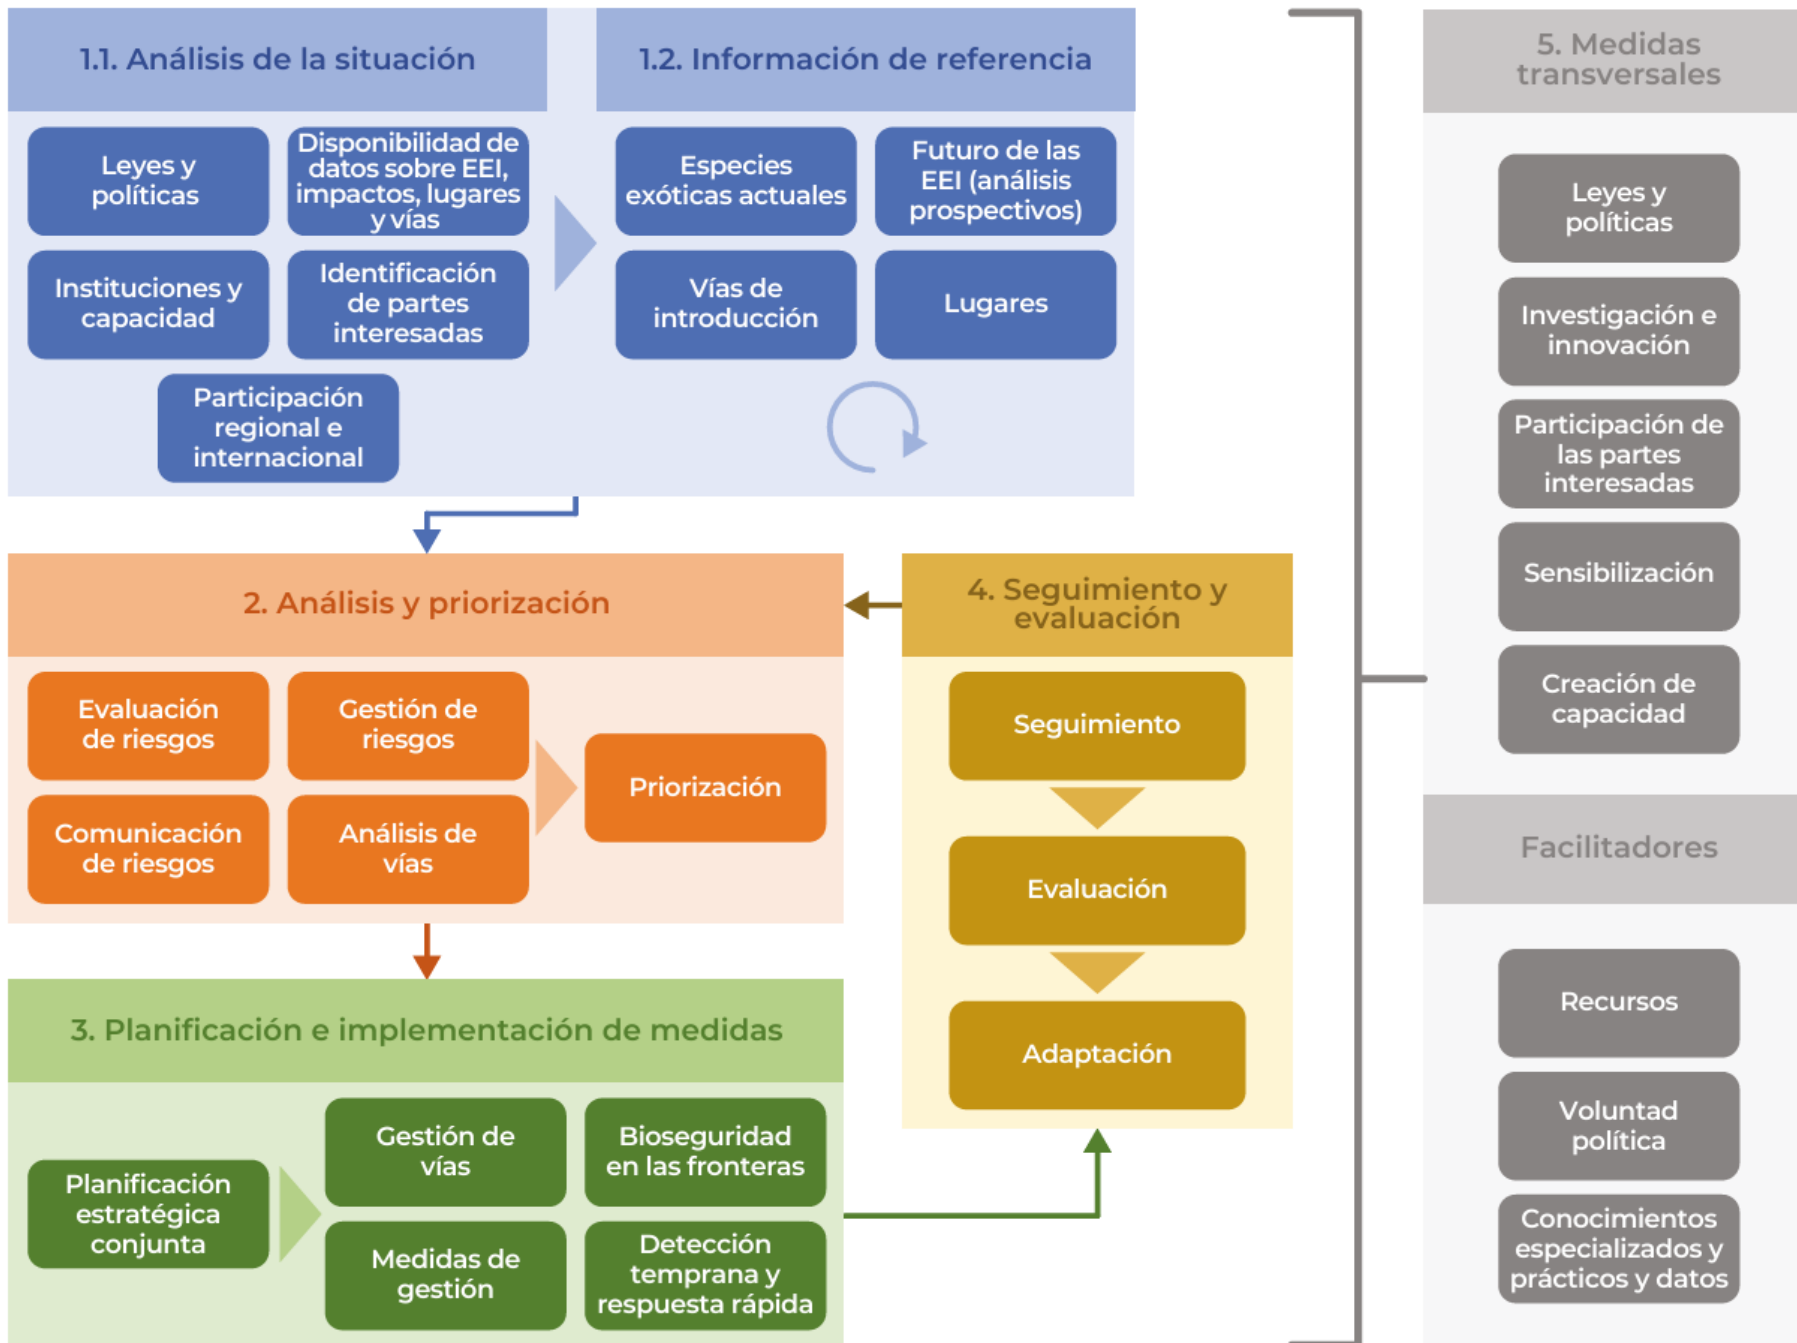 1.1. Análisis de la situación
Leyes y
políticas
Disponibilidad de
datos sobre EEI,
impactos, lugares
y vías
Instituciones y
capacidad
Identificación
de partes
interesadas
Participación
regional e
internacional
1.2. Información de referencia
Especies
exóticas actuales
Futuro de las
EEI (análisis
prospectivos)
Vías de
introducción
Lugares
2. Análisis y priorización
Evaluación
de riesgos
Gestión de
riesgos
Comunicación
de riesgos
Análisis de
vías
Priorización
3. Planificación e implementación de medidas
Planificación
estratégica
conjunta
Gestión de
vías
Bioseguridad
en las fronteras
Medidas de
gestión
Detección
temprana y
respuesta rápida
4. Seguimiento y
evaluación
Seguimiento
Evaluación
Adaptación
5. Medidas
transversales
Leyes y
políticas
Investigación e
innovación
Participación de
las partes
interesadas
Sensibilización
Creación de
capacidad
Facilitadores
Recursos
Voluntad
política
Conocimientos
especializados y
prácticos y datos